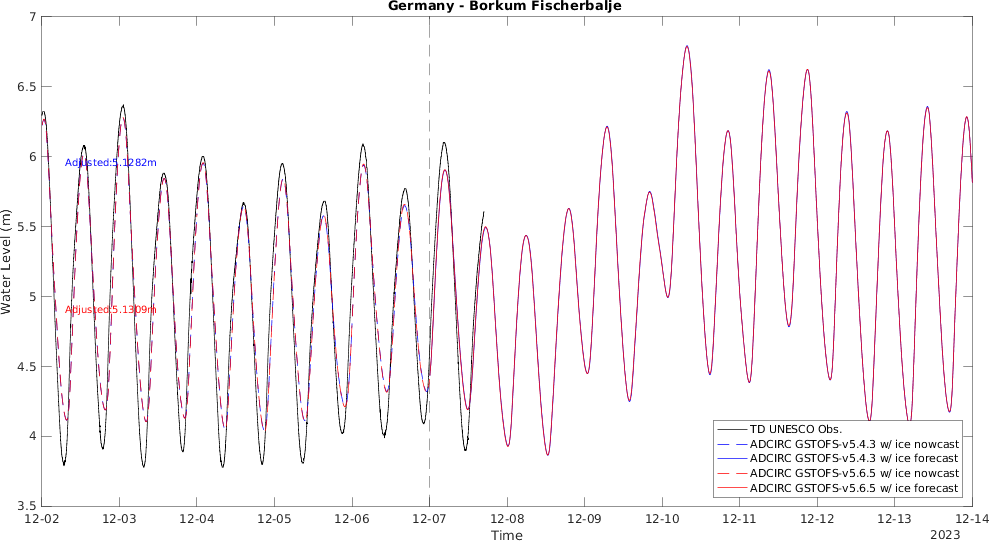 Germany - Borkum Fischerbalje
7
6.5
6
5.5
5
4.5
4
3.5
Water Level (m)
Adjusted:5.1282m
Adjusted:5.1309m
TD UNESCO Obs.
ADCIRC GSTOFS-v5.4.3 w/ ice nowcast
ADCIRC GSTOFS-v5.4.3 w/ ice forecast
ADCIRC GSTOFS-v5.6.5 w/ ice nowcast
ADCIRC GSTOFS-v5.6.5 w/ ice forecast
12-02 12-03 12-04 12-05 12-06 12-07 12-08 12-09 12-10 12-11 12-12 12-13 12-14
Time
2023